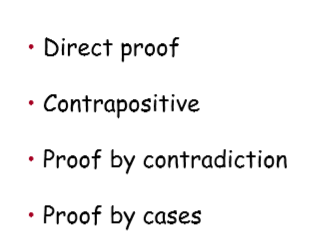 • Direct proof
• Contrapositive
• Proof by contradiction
• Proof by cases